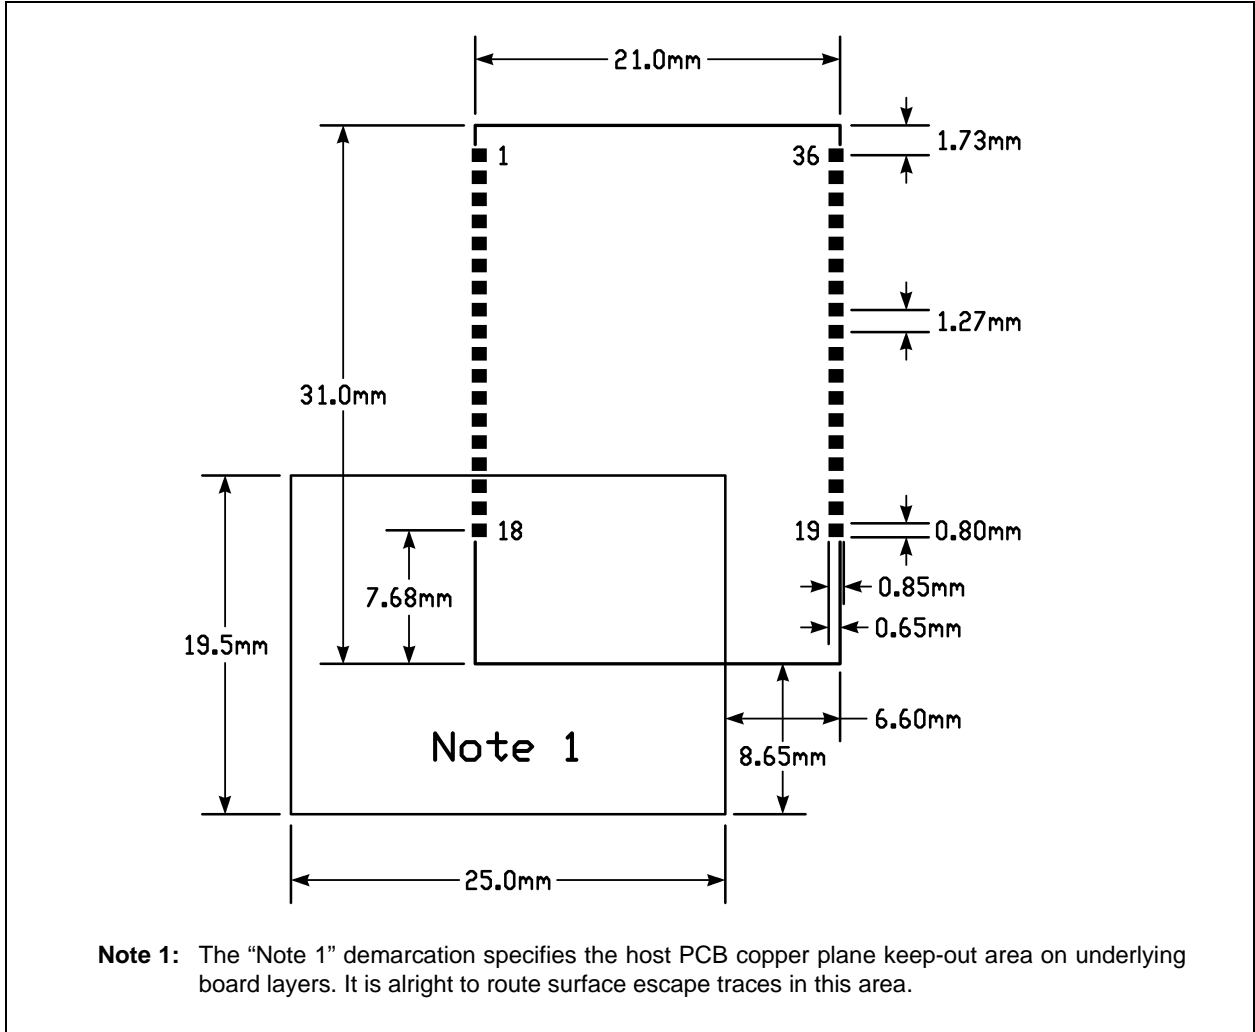 21.0mm
1.73mm
1
36
1.27mm
31.0mm
18
19
0.80mm
0.85mm
7.68mm
0.65mm
19.5mm
6.60mm
Note 1
8.65mm
25.0mm
Note 1: The “Note 1” demarcation specifies the host PCB copper plane keep-out area on underlying
board layers. It is alright to route surface escape traces in this area.